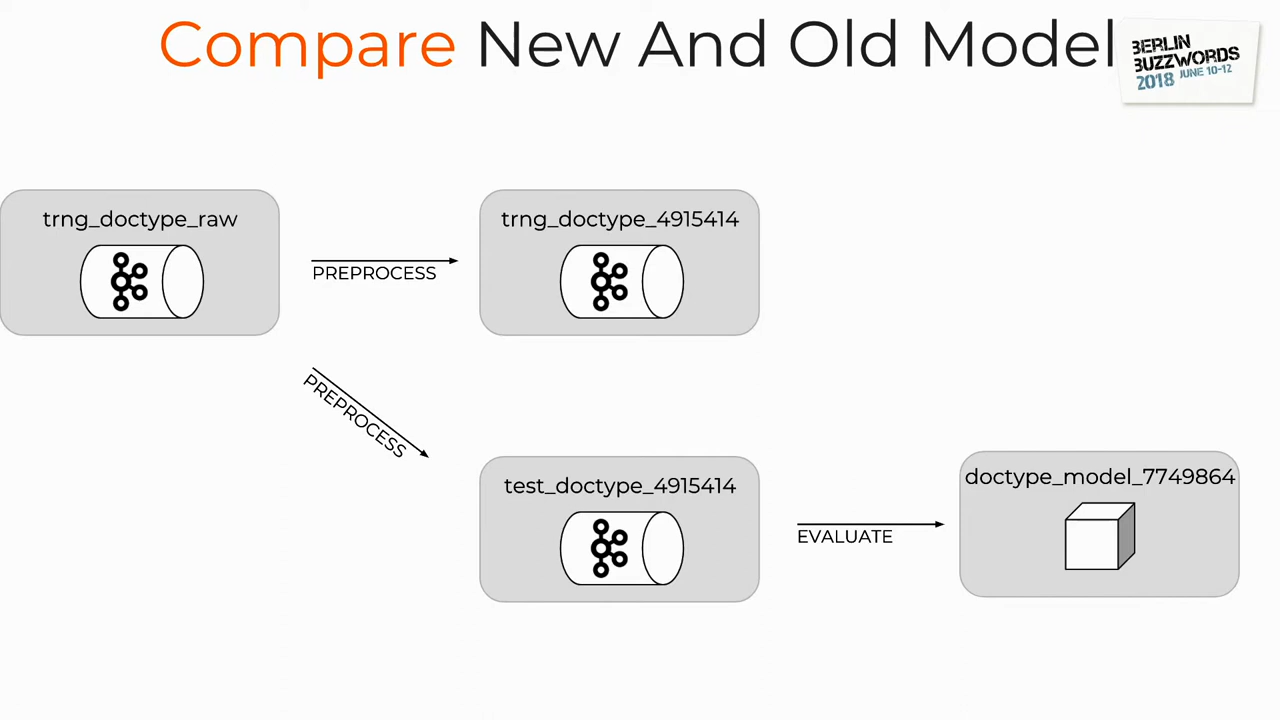 Compare New And Old Model
BERLIN
BUZZWORDS
2018 JUNE 10-12
trng_doctype_raw
PREPROCESS
trng_doctype_4915414
PREPROCESS
test_doctype_4915414
EVALUATE
doctype_model_7749864